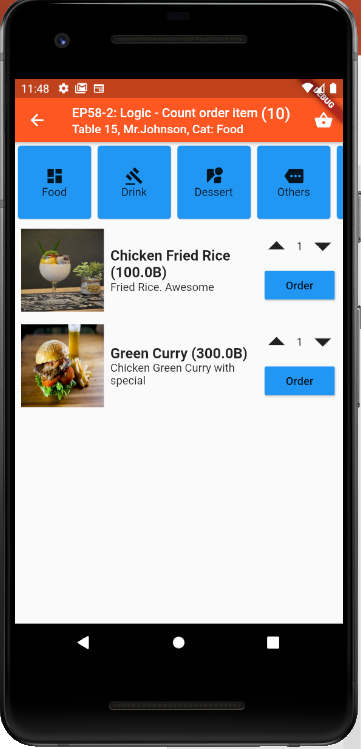 11:48
DEBUG
EP58-2: Logic - Count order item (10)
Table 15, Mr.Johnson, Cat: Food
Food
Drink
Dessert
Others
Chicken Fried Rice
(100.0B)
Fried Rice. Awesome
1
Order
Green Curry (300.0B)
Chicken Green Curry with
special
1
Order